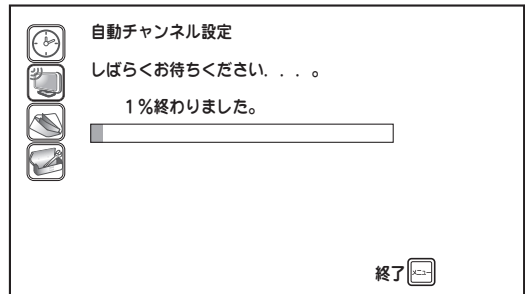 自動チャンネル設定
しばらくお待ちください．．．。
1％終わりました。
終了 メニュー